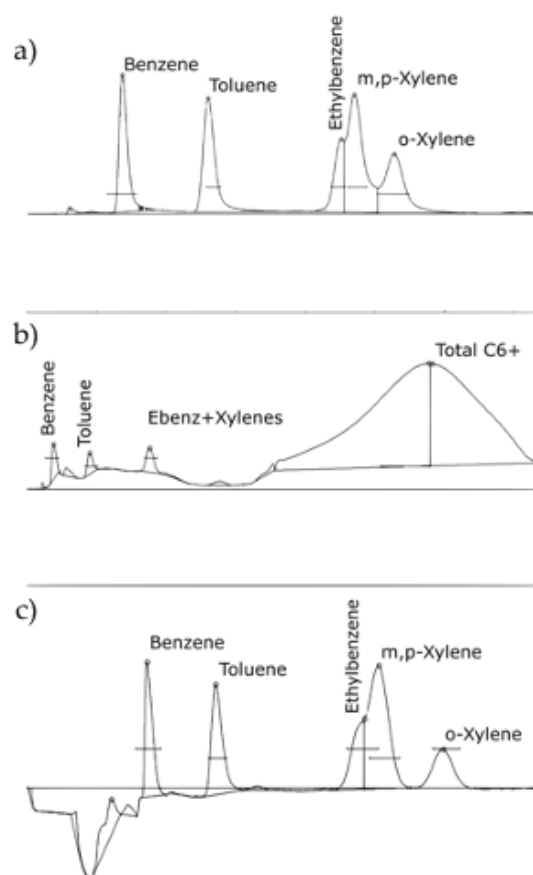 a)
Benzene
Toluene
Ethylbenzene
m,p-Xylene
o-Xylene
b)
Benzene
Toluene
Ebenz+Xylenes
Total C6+
c)
Benzene
Toluene
Ethylbenzene
m,p-Xylene
o-Xylene